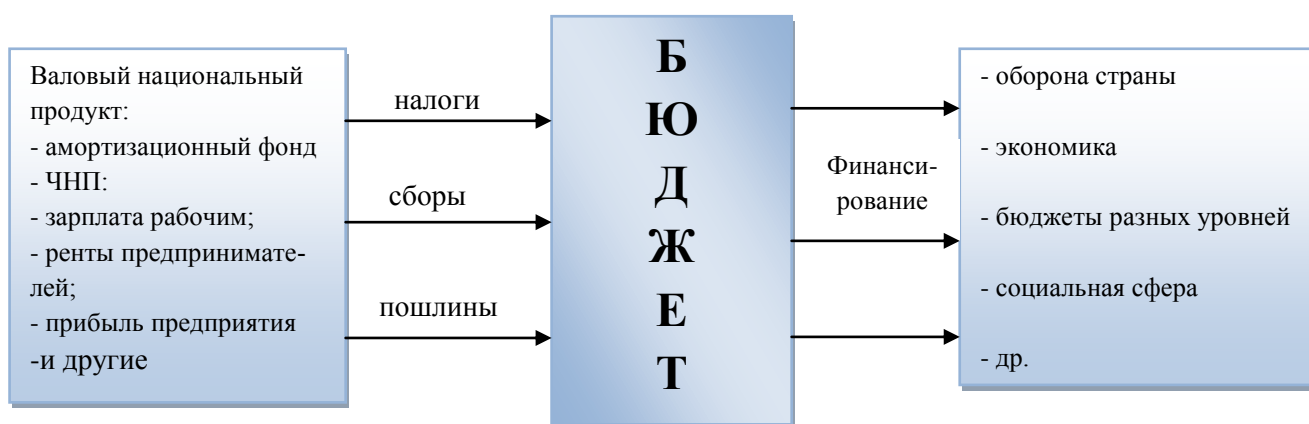 Валовый национальный
продукт:
- амортизационный фонд
- ЧНП:
- зарплата рабочим;
- ренты предпринимате-
лей;
- прибыль предприятия
-и другие
налоги
сборы
пошлины
Б
Ю
Д
Ж
Е
Т
Финанси-
рование
- оборона страны
- экономика
- бюджеты разных уровней
- социальная сфера
- др.